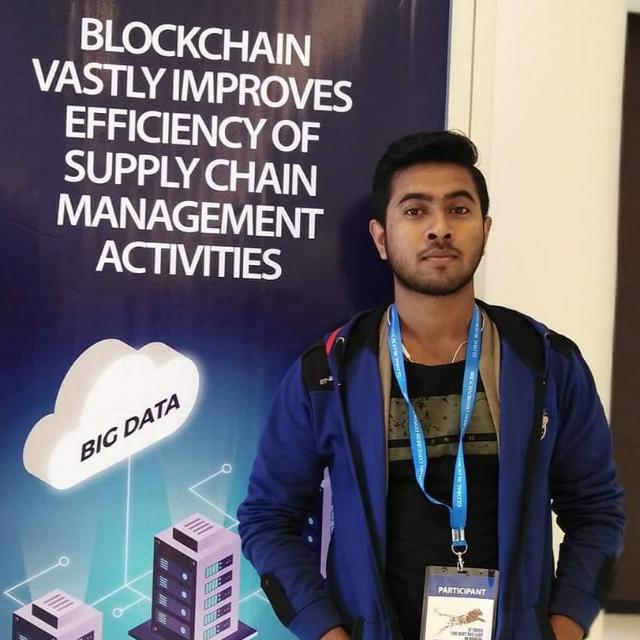 BLOCKCHAIN
VASTLY IMPROVES
EFFICIENCY OF
SUPPLY CHAIN
MANAGEMENT
ACTIVITIES
BIG DATA
PARTICIPANT